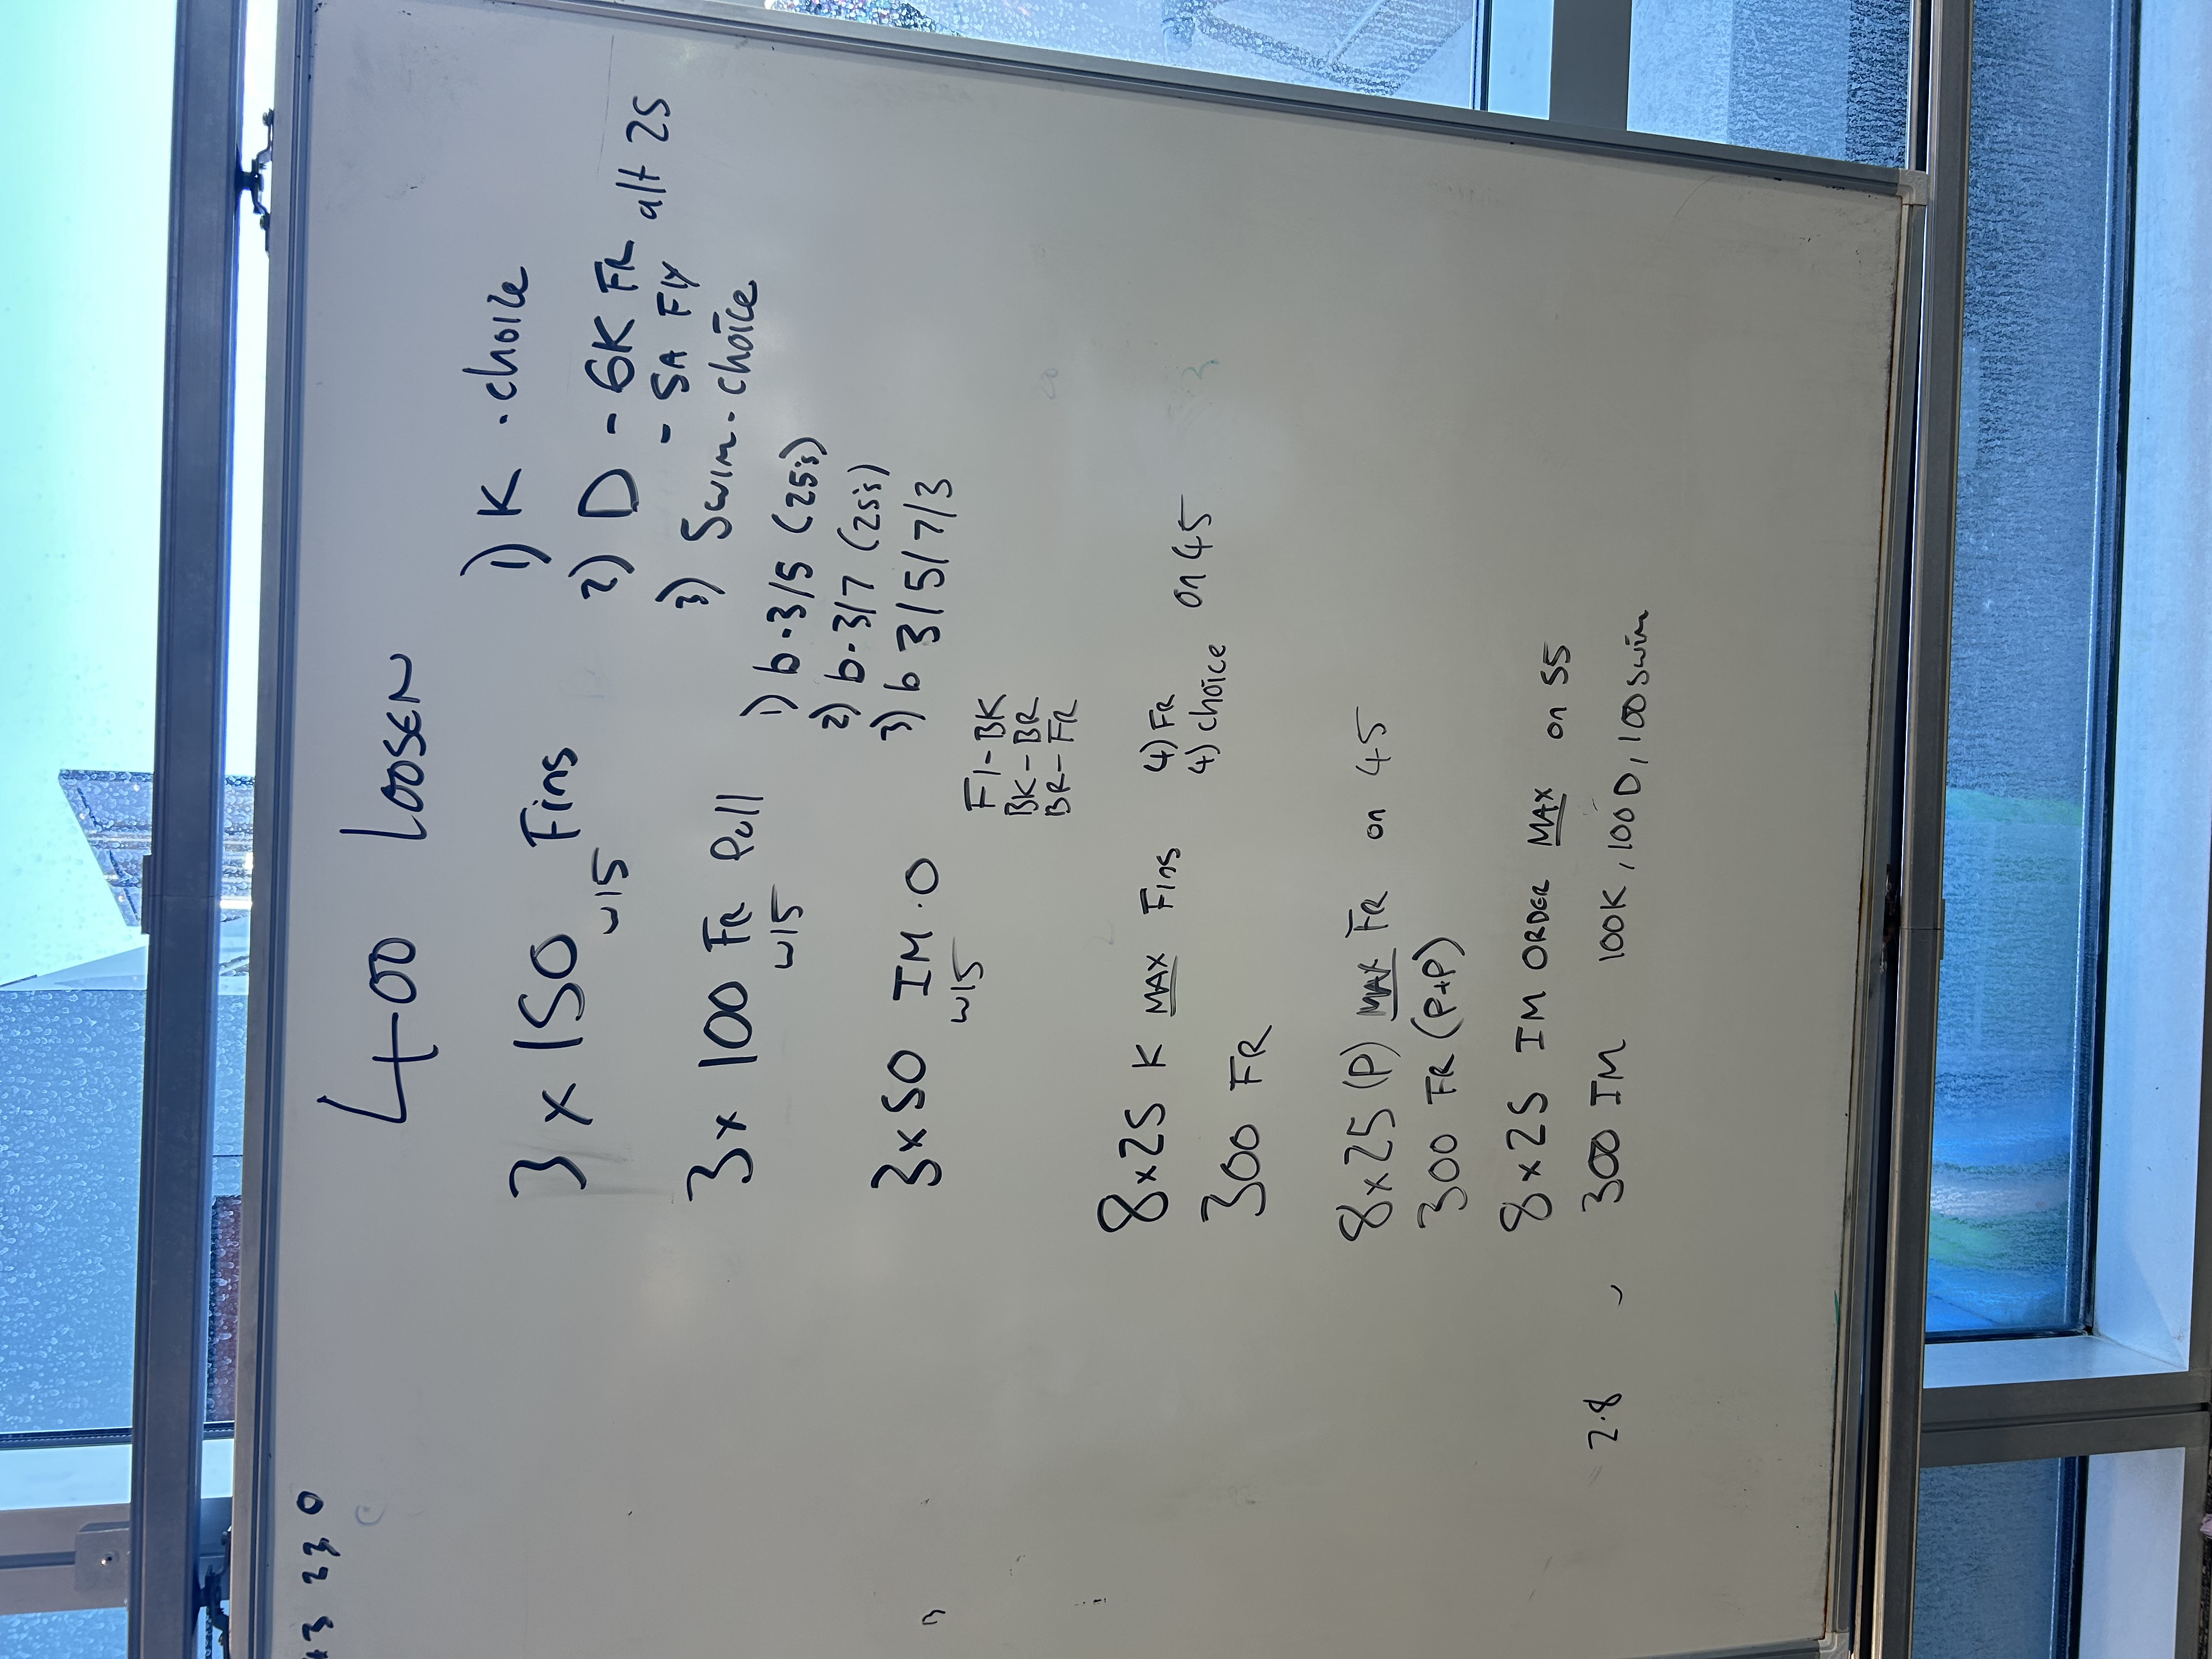 23 0
400 LOOSEN
3 x 150 Fins
w15
1) K - choice
2) D - 6K FR
- SA FLY
alt 25
3) Swim - choice
3 x 100 FR Pull
w15
1) b.3/5 (25's)
2) b.3/7 (25's)
3) b 3/5/7/3
3 x 50 IM.O
w15
Fl-BK
BK-BR
BR-FR
8x25 K MAX Fins
4) FR
4) choice
on 45
300 FR
8x25 (P) MAX FR on 45
300 FR (P+P)
8x25 IM ORDER MAX on 55
2.8 300 IM 100K, 100D, 100 swim